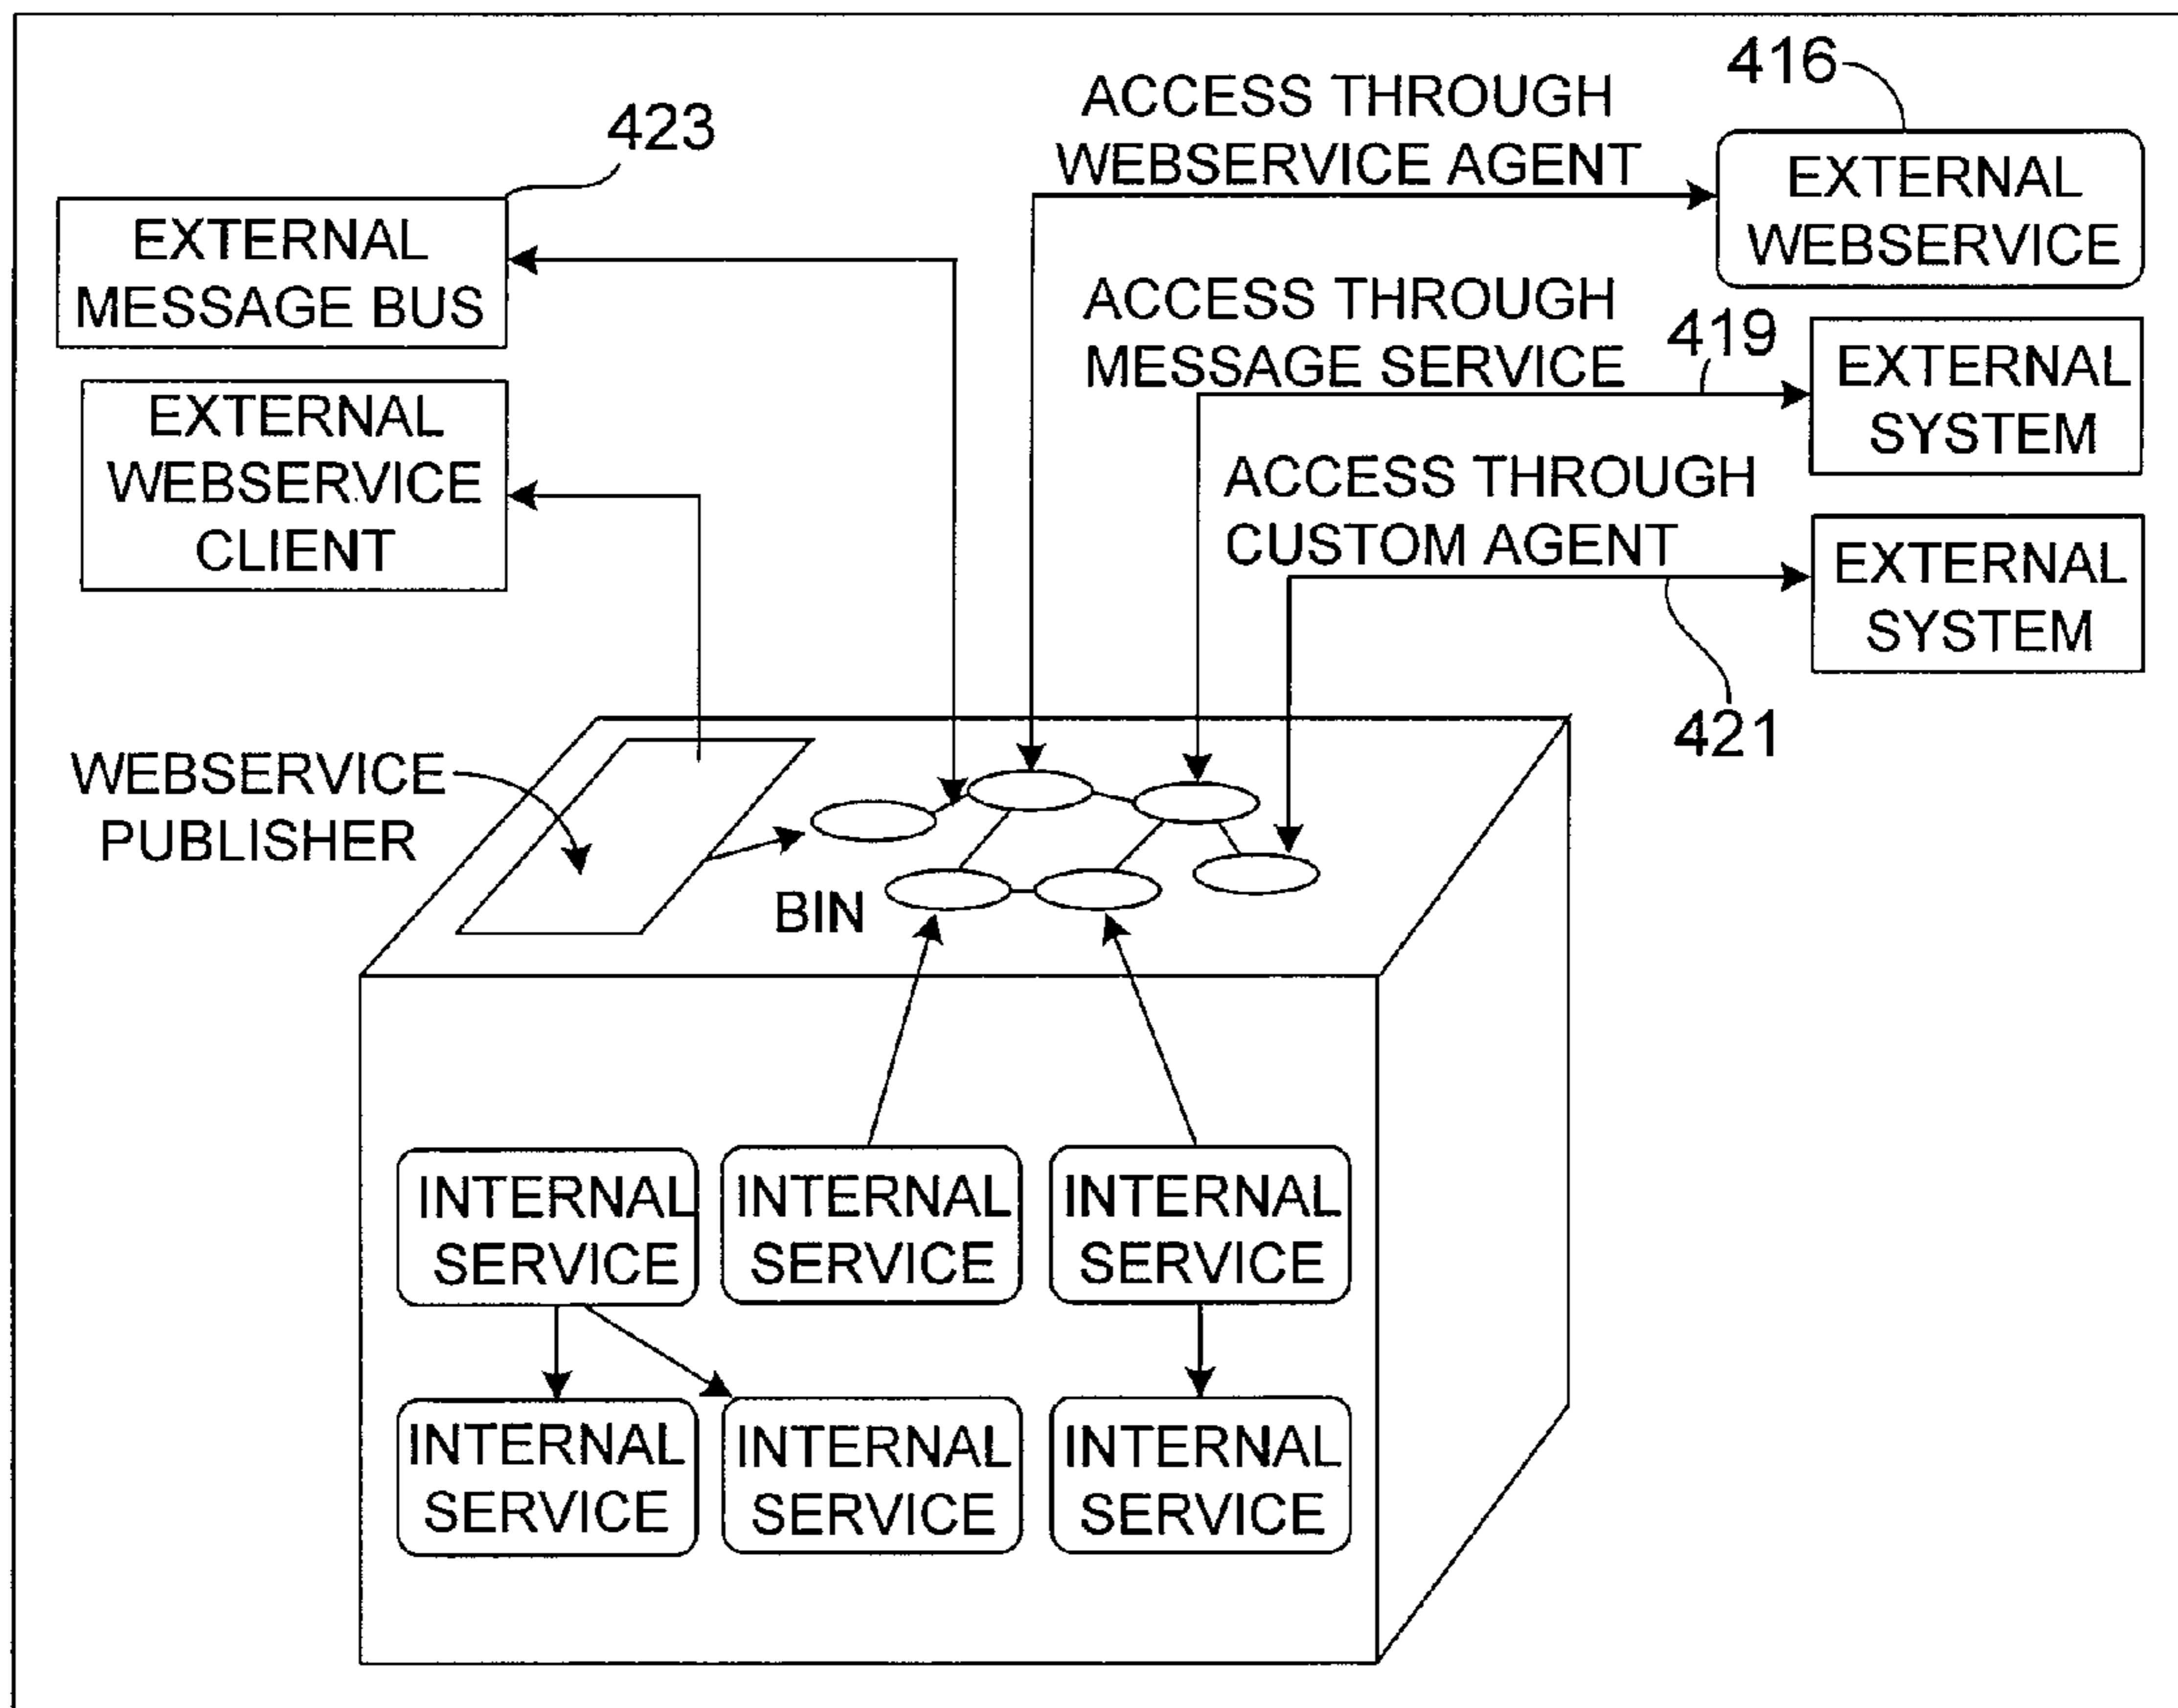 423
EXTERNAL
MESSAGE BUS
EXTERNAL
WEBSERVICE
CLIENT
ACCESS THROUGH
WEBSERVICE AGENT
416
EXTERNAL
WEBSERVICE
ACCESS THROUGH
MESSAGE SERVICE
419
EXTERNAL
SYSTEM
ACCESS THROUGH
CUSTOM AGENT
EXTERNAL
SYSTEM
421
WEBSERVICE
PUBLISHER
BIN
INTERNAL
SERVICE
INTERNAL
SERVICE
INTERNAL
SERVICE
INTERNAL
SERVICE
INTERNAL
SERVICE
INTERNAL
SERVICE